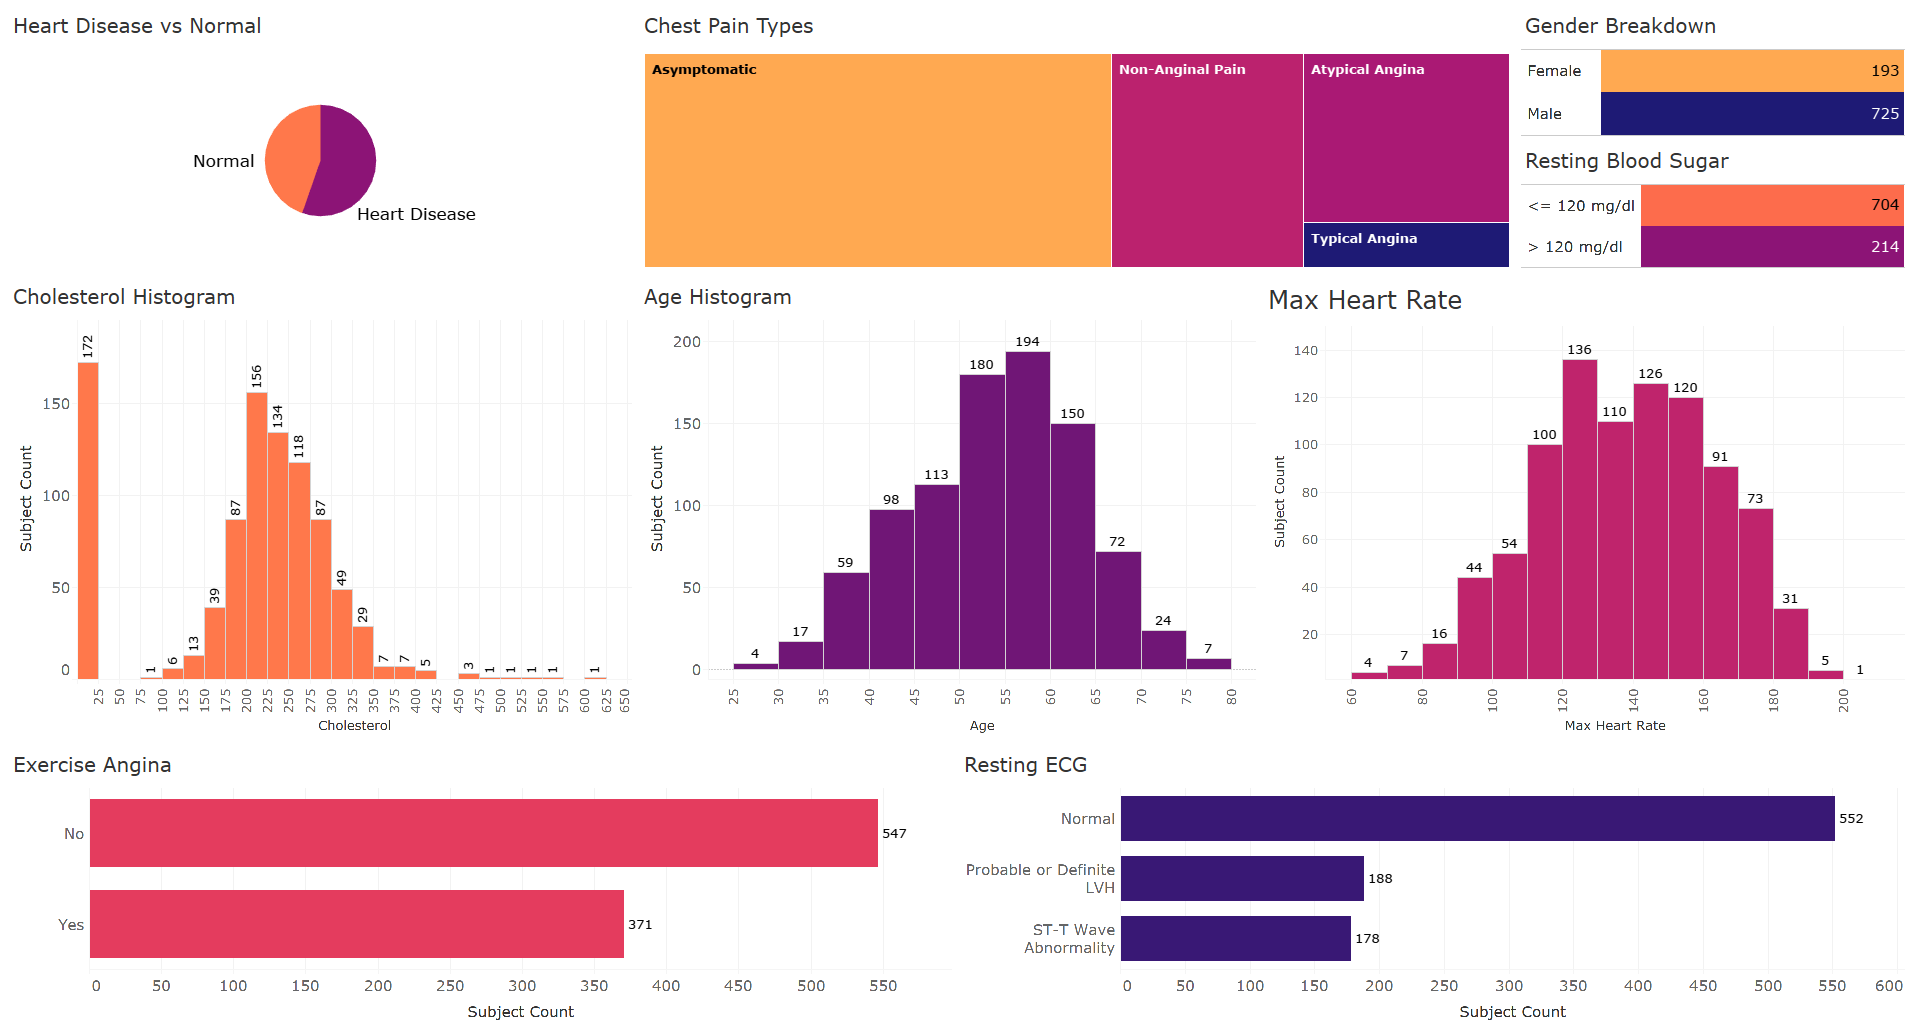 Heart Disease vs Normal
Normal
Heart Disease
Chest Pain Types
Asymptomatic
Non-Anginal Pain
Atypical Angina
Typical Angina
Gender Breakdown
Female 193
Male 725
Resting Blood Sugar
<= 120 mg/dl 704
> 120 mg/dl 214
Cholesterol Histogram
Subject Count
150
100
50
0
172
1
6
13
39
87
156
134
118
87
49
29
7
7
5
3
1
1
1
1
1
25 50 75 100 125 150 175 200 225 250 275 300 325 350 375 400 425 450 475 500 525 550 575 600 625 650
Cholesterol
Age Histogram
Subject Count
200
150
100
50
0
4
17
59
98
113
180
194
150
72
24
7
25 30 35 40 45 50 55 60 65 70 75 80
Age
Max Heart Rate
Subject Count
140
120
100
80
60
40
20
4
7
16
44
54
100
136
110
126
120
91
73
31
5
1
60 80 100 120 140 160 180 200
Max Heart Rate
Exercise Angina
No 547
Yes 371
0 50 100 150 200 250 300 350 400 450 500 550
Subject Count
Resting ECG
Normal 552
Probable or Definite
LVH 188
ST-T Wave
Abnormality 178
0 50 100 150 200 250 300 350 400 450 500 550 600
Subject Count